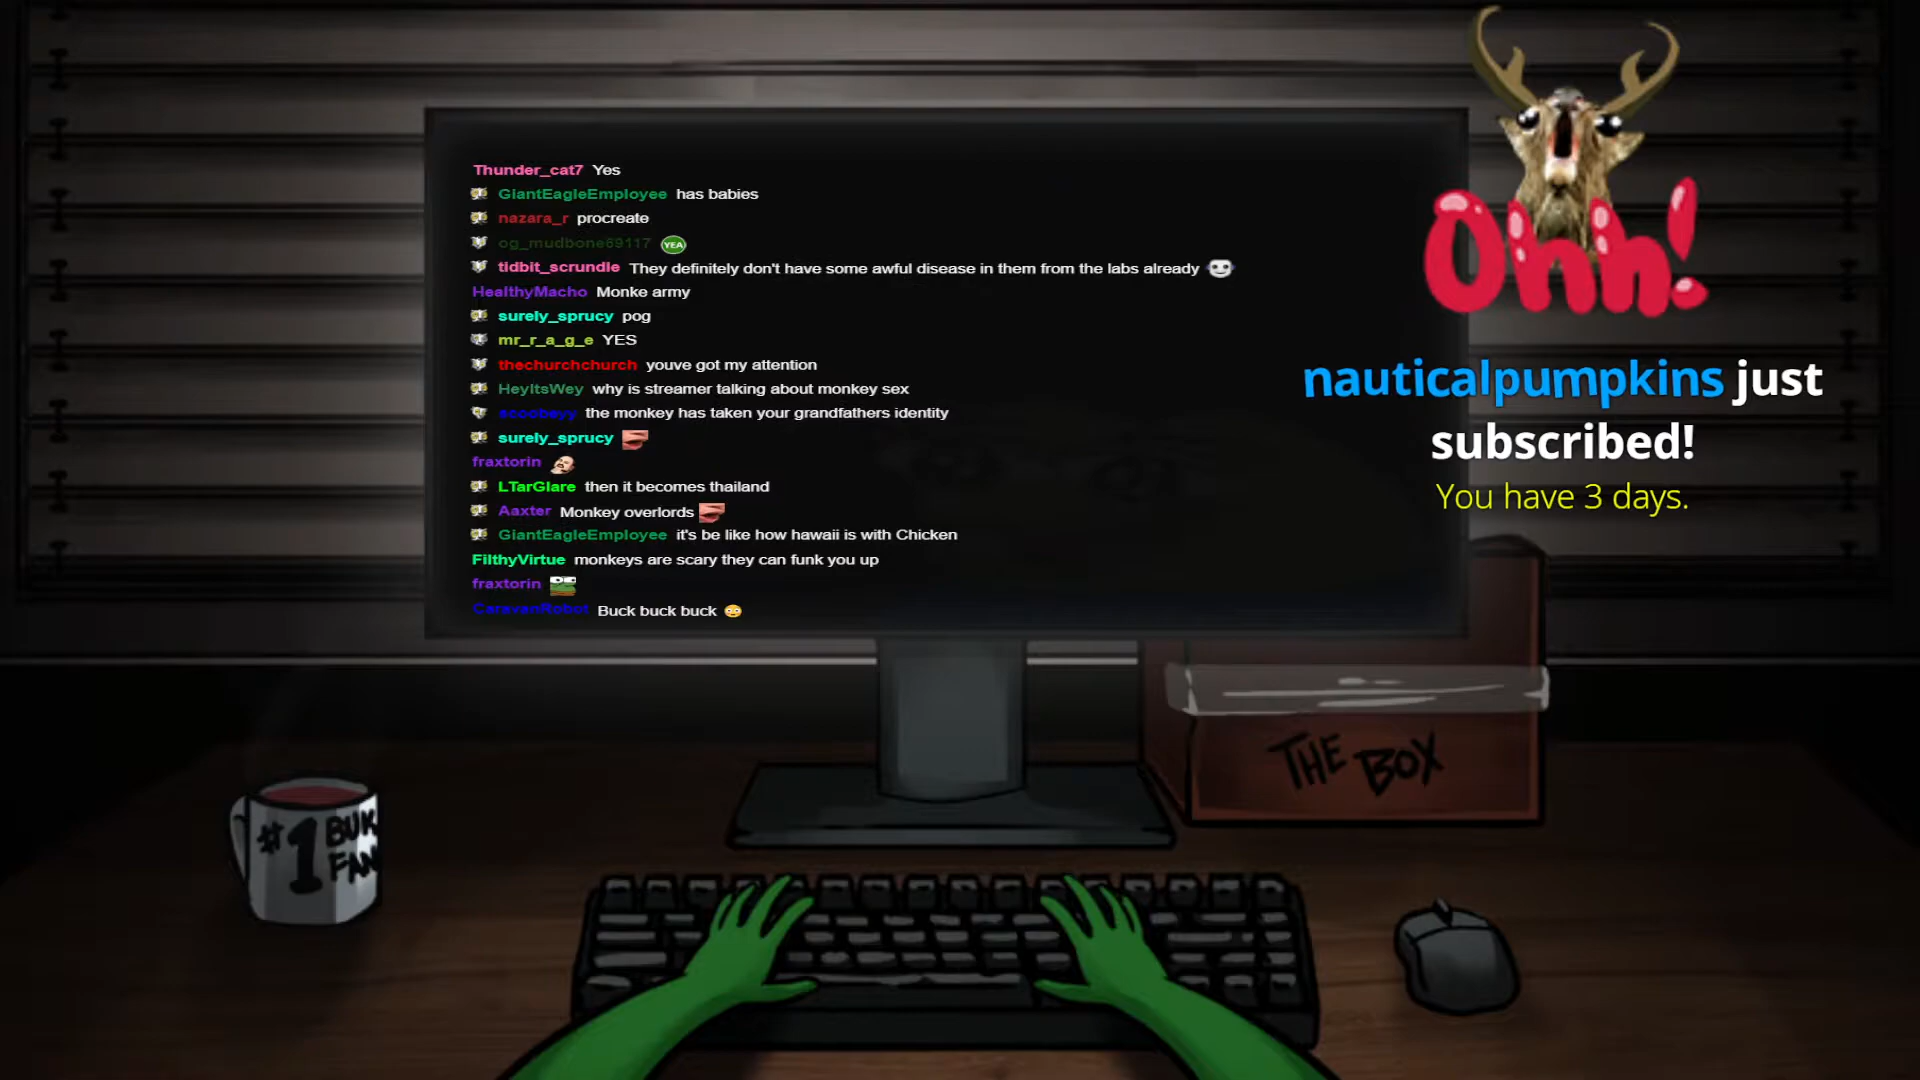 Thunder_cat7 Yes
GiantEagleEmployee has babies
nazara_r procreate
og_mudbone69117 YEA
tidbit_scrundle They definitely don't have some awful disease in them from the labs already
HealthyMacho Monke army
surely_sprucy pog
mr_r_a_g_e YES
thechurchchurch youve got my attention
HeyItsWey why is streamer talking about monkey sex
scoobeyy the monkey has taken your grandfathers identity
surely_sprucy
fraxtorin
LTarGlare then it becomes thailand
Aaxter Monkey overlords
GiantEagleEmployee it's be like how hawaii is with Chicken
FilthyVirtue monkeys are scary they can funk you up
fraxtorin
CaravanRobot Buck buck buck
Ohh!
nauticalpumpkins just
subscribed!
You have 3 days.
THE BOX
#1 BUK
FAN